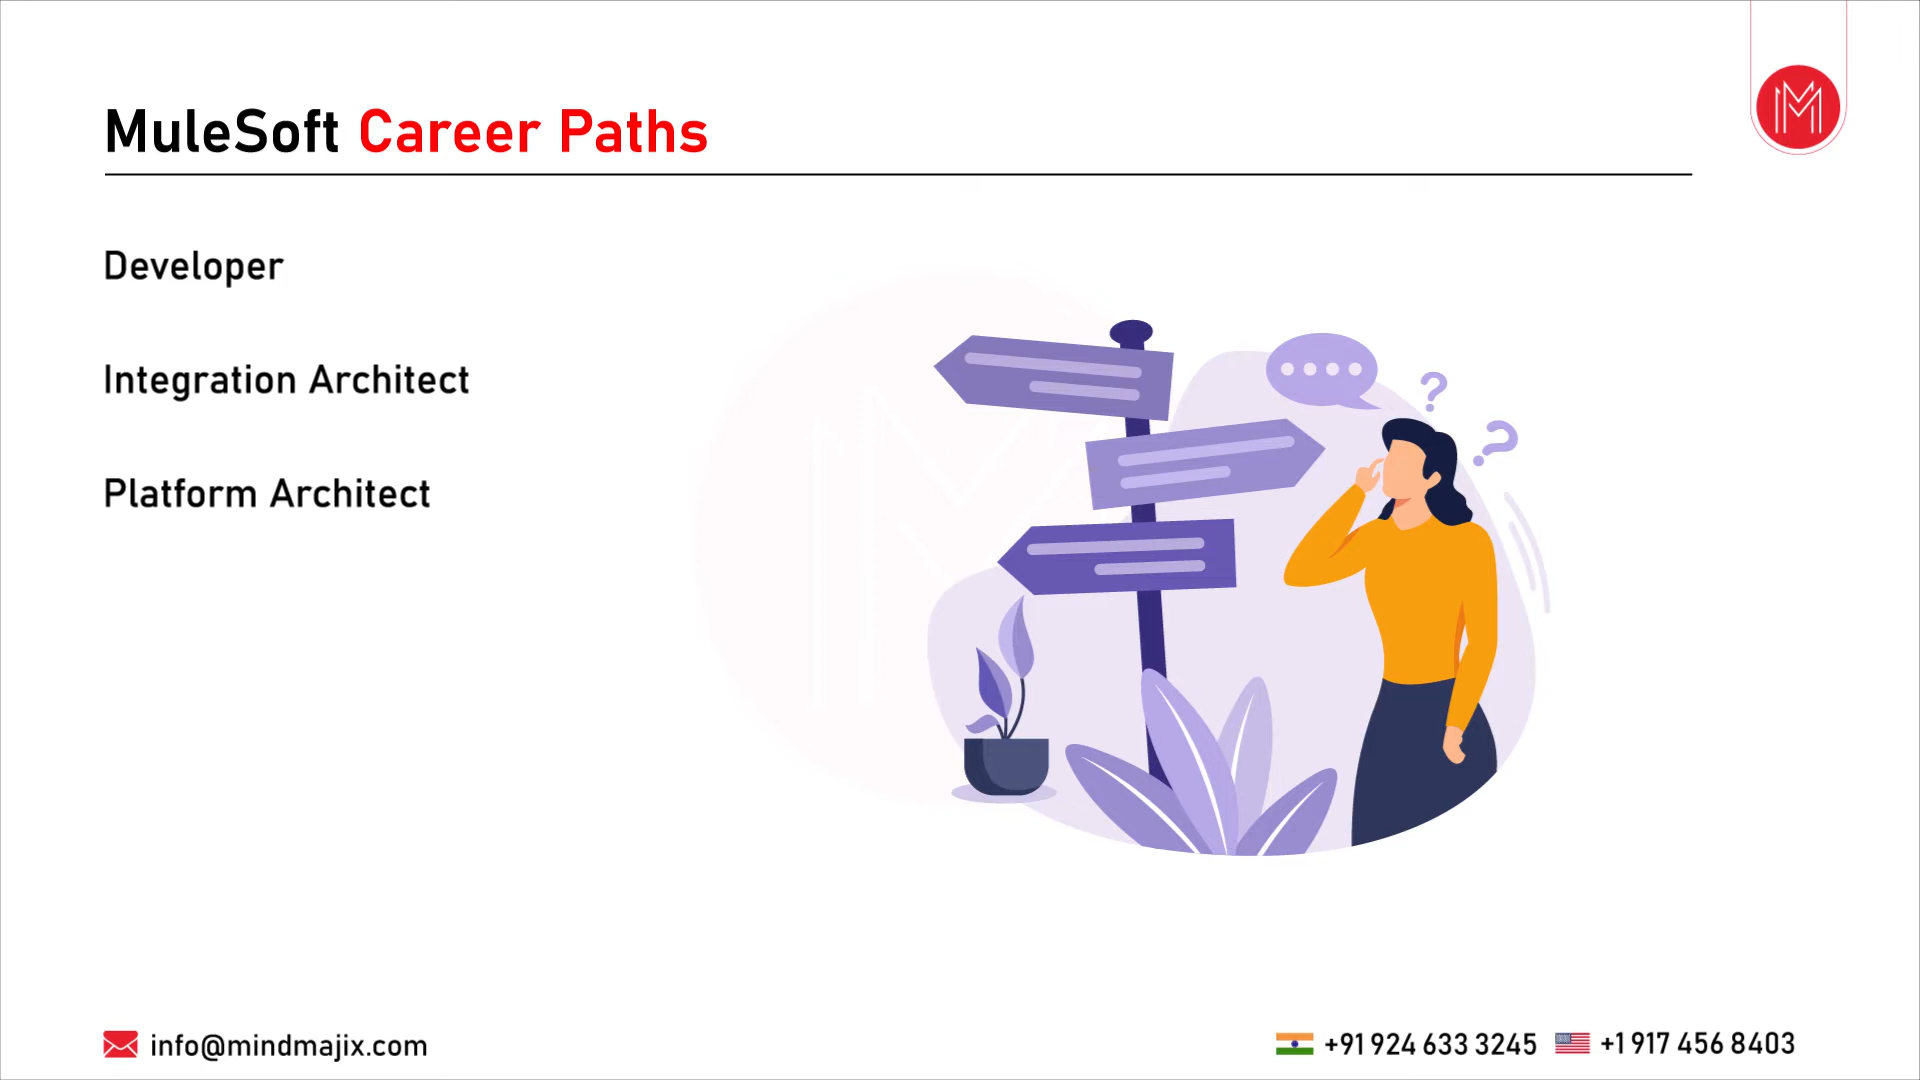 MuleSoft Career Paths
Developer
Integration Architect
Platform Architect
info@mindmajix.com
+91 924 633 3245
+1 917 456 8403